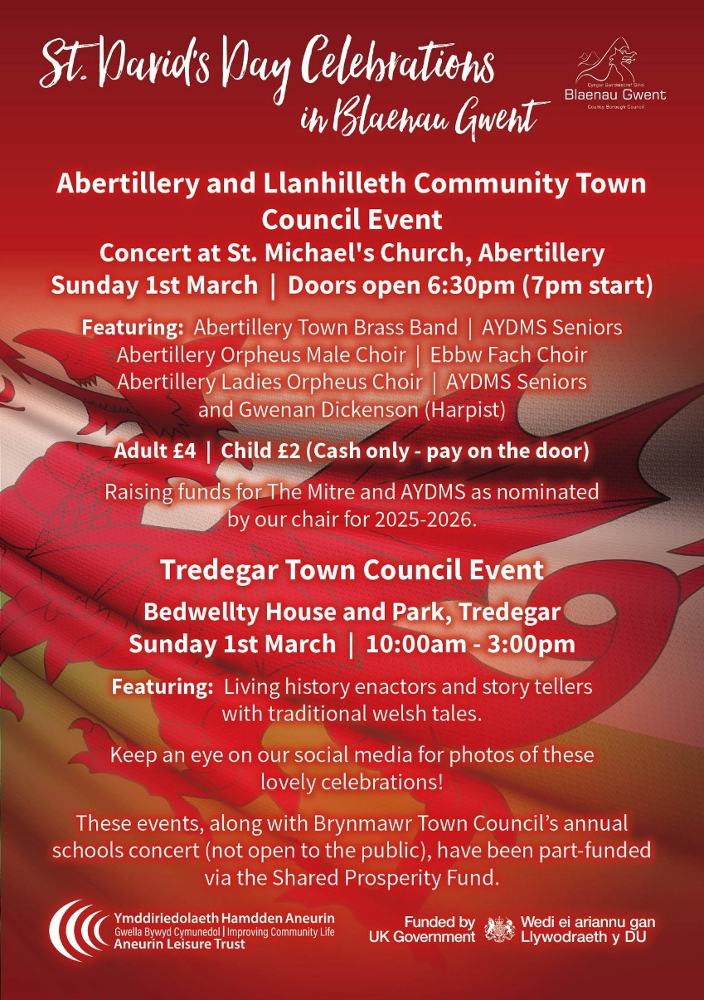 St. David's Day Celebrations
in Blaenau Gwent
Cyngor Bwrdeistref Sirol
Blaenau Gwent
County Borough Council
Abertillery and Llanhilleth Community Town
Council Event
Concert at St. Michael's Church, Abertillery
Sunday 1st March | Doors open 6:30pm (7pm start)
Featuring: Abertillery Town Brass Band | AYDMS Seniors
Abertillery Orpheus Male Choir | Ebbw Fach Choir
Abertillery Ladies Orpheus Choir | AYDMS Seniors
and Gwenan Dickenson (Harpist)
Adult £4 | Child £2 (Cash only - pay on the door)
Raising funds for The Mitre and AYDMS as nominated
by our chair for 2025-2026.
Tredegar Town Council Event
Bedwellty House and Park, Tredegar
Sunday 1st March | 10:00am - 3:00pm
Featuring: Living history enactors and story tellers
with traditional welsh tales.
Keep an eye on our social media for photos of these
lovely celebrations!
These events, along with Brynmawr Town Council’s annual
schools concert (not open to the public), have been part-funded
via the Shared Prosperity Fund.
Ymddiriedolaeth Hamdden Aneurin
Gwella Bywyd Cymunedol | Improving Community Life
Aneurin Leisure Trust
Funded by
UK Government
Wedi ei ariannu gan
Llywodraeth y DU